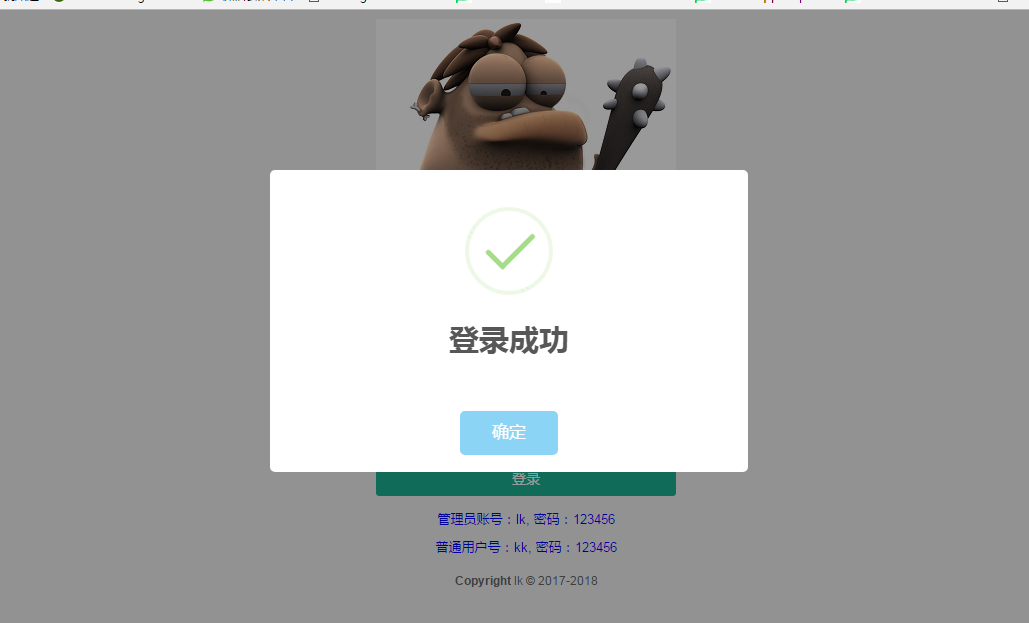 登录成功
确定
登录
管理员账号：lk, 密码：123456
普通用户号：kk, 密码：123456
Copyright lk © 2017-2018